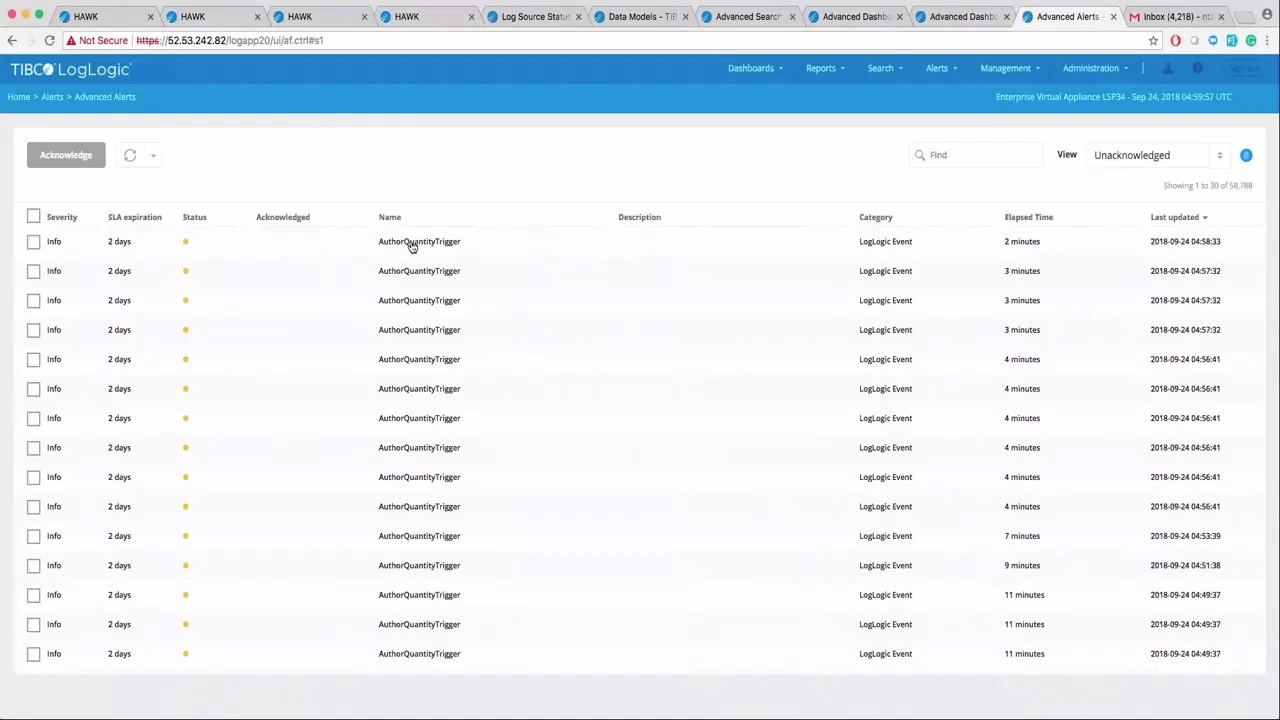 HAWK HAWK HAWK HAWK Log Source Status Data Models - TIB Advanced Search Advanced Dashbo Advanced Dashbo Advanced Alerts - Inbox (4,218) - nta
Not Secure https://52.53.242.82/logapp20/ui/af.ctrl#s1
TIBCO LogLogic Dashboards Reports Search Alerts Management Administration Sign out
Home > Alerts > Advanced Alerts Enterprise Virtual Appliance LSP34 - Sep 24, 2018 04:59:57 UTC
Acknowledge Find View Unacknowledged
Showing 1 to 30 of 58,788
Severity SLA expiration Status Acknowledged Name Description Category Elapsed Time Last updated
Info 2 days AuthorQuantityTrigger LogLogic Event 2 minutes 2018-09-24 04:58:33
Info 2 days AuthorQuantityTrigger LogLogic Event 3 minutes 2018-09-24 04:57:32
Info 2 days AuthorQuantityTrigger LogLogic Event 3 minutes 2018-09-24 04:57:32
Info 2 days AuthorQuantityTrigger LogLogic Event 3 minutes 2018-09-24 04:57:32
Info 2 days AuthorQuantityTrigger LogLogic Event 4 minutes 2018-09-24 04:56:41
Info 2 days AuthorQuantityTrigger LogLogic Event 4 minutes 2018-09-24 04:56:41
Info 2 days AuthorQuantityTrigger LogLogic Event 4 minutes 2018-09-24 04:56:41
Info 2 days AuthorQuantityTrigger LogLogic Event 4 minutes 2018-09-24 04:56:41
Info 2 days AuthorQuantityTrigger LogLogic Event 4 minutes 2018-09-24 04:56:41
Info 2 days AuthorQuantityTrigger LogLogic Event 4 minutes 2018-09-24 04:56:41
Info 2 days AuthorQuantityTrigger LogLogic Event 7 minutes 2018-09-24 04:53:39
Info 2 days AuthorQuantityTrigger LogLogic Event 9 minutes 2018-09-24 04:51:38
Info 2 days AuthorQuantityTrigger LogLogic Event 11 minutes 2018-09-24 04:49:37
Info 2 days AuthorQuantityTrigger LogLogic Event 11 minutes 2018-09-24 04:49:37
Info 2 days AuthorQuantityTrigger LogLogic Event 11 minutes 2018-09-24 04:49:37